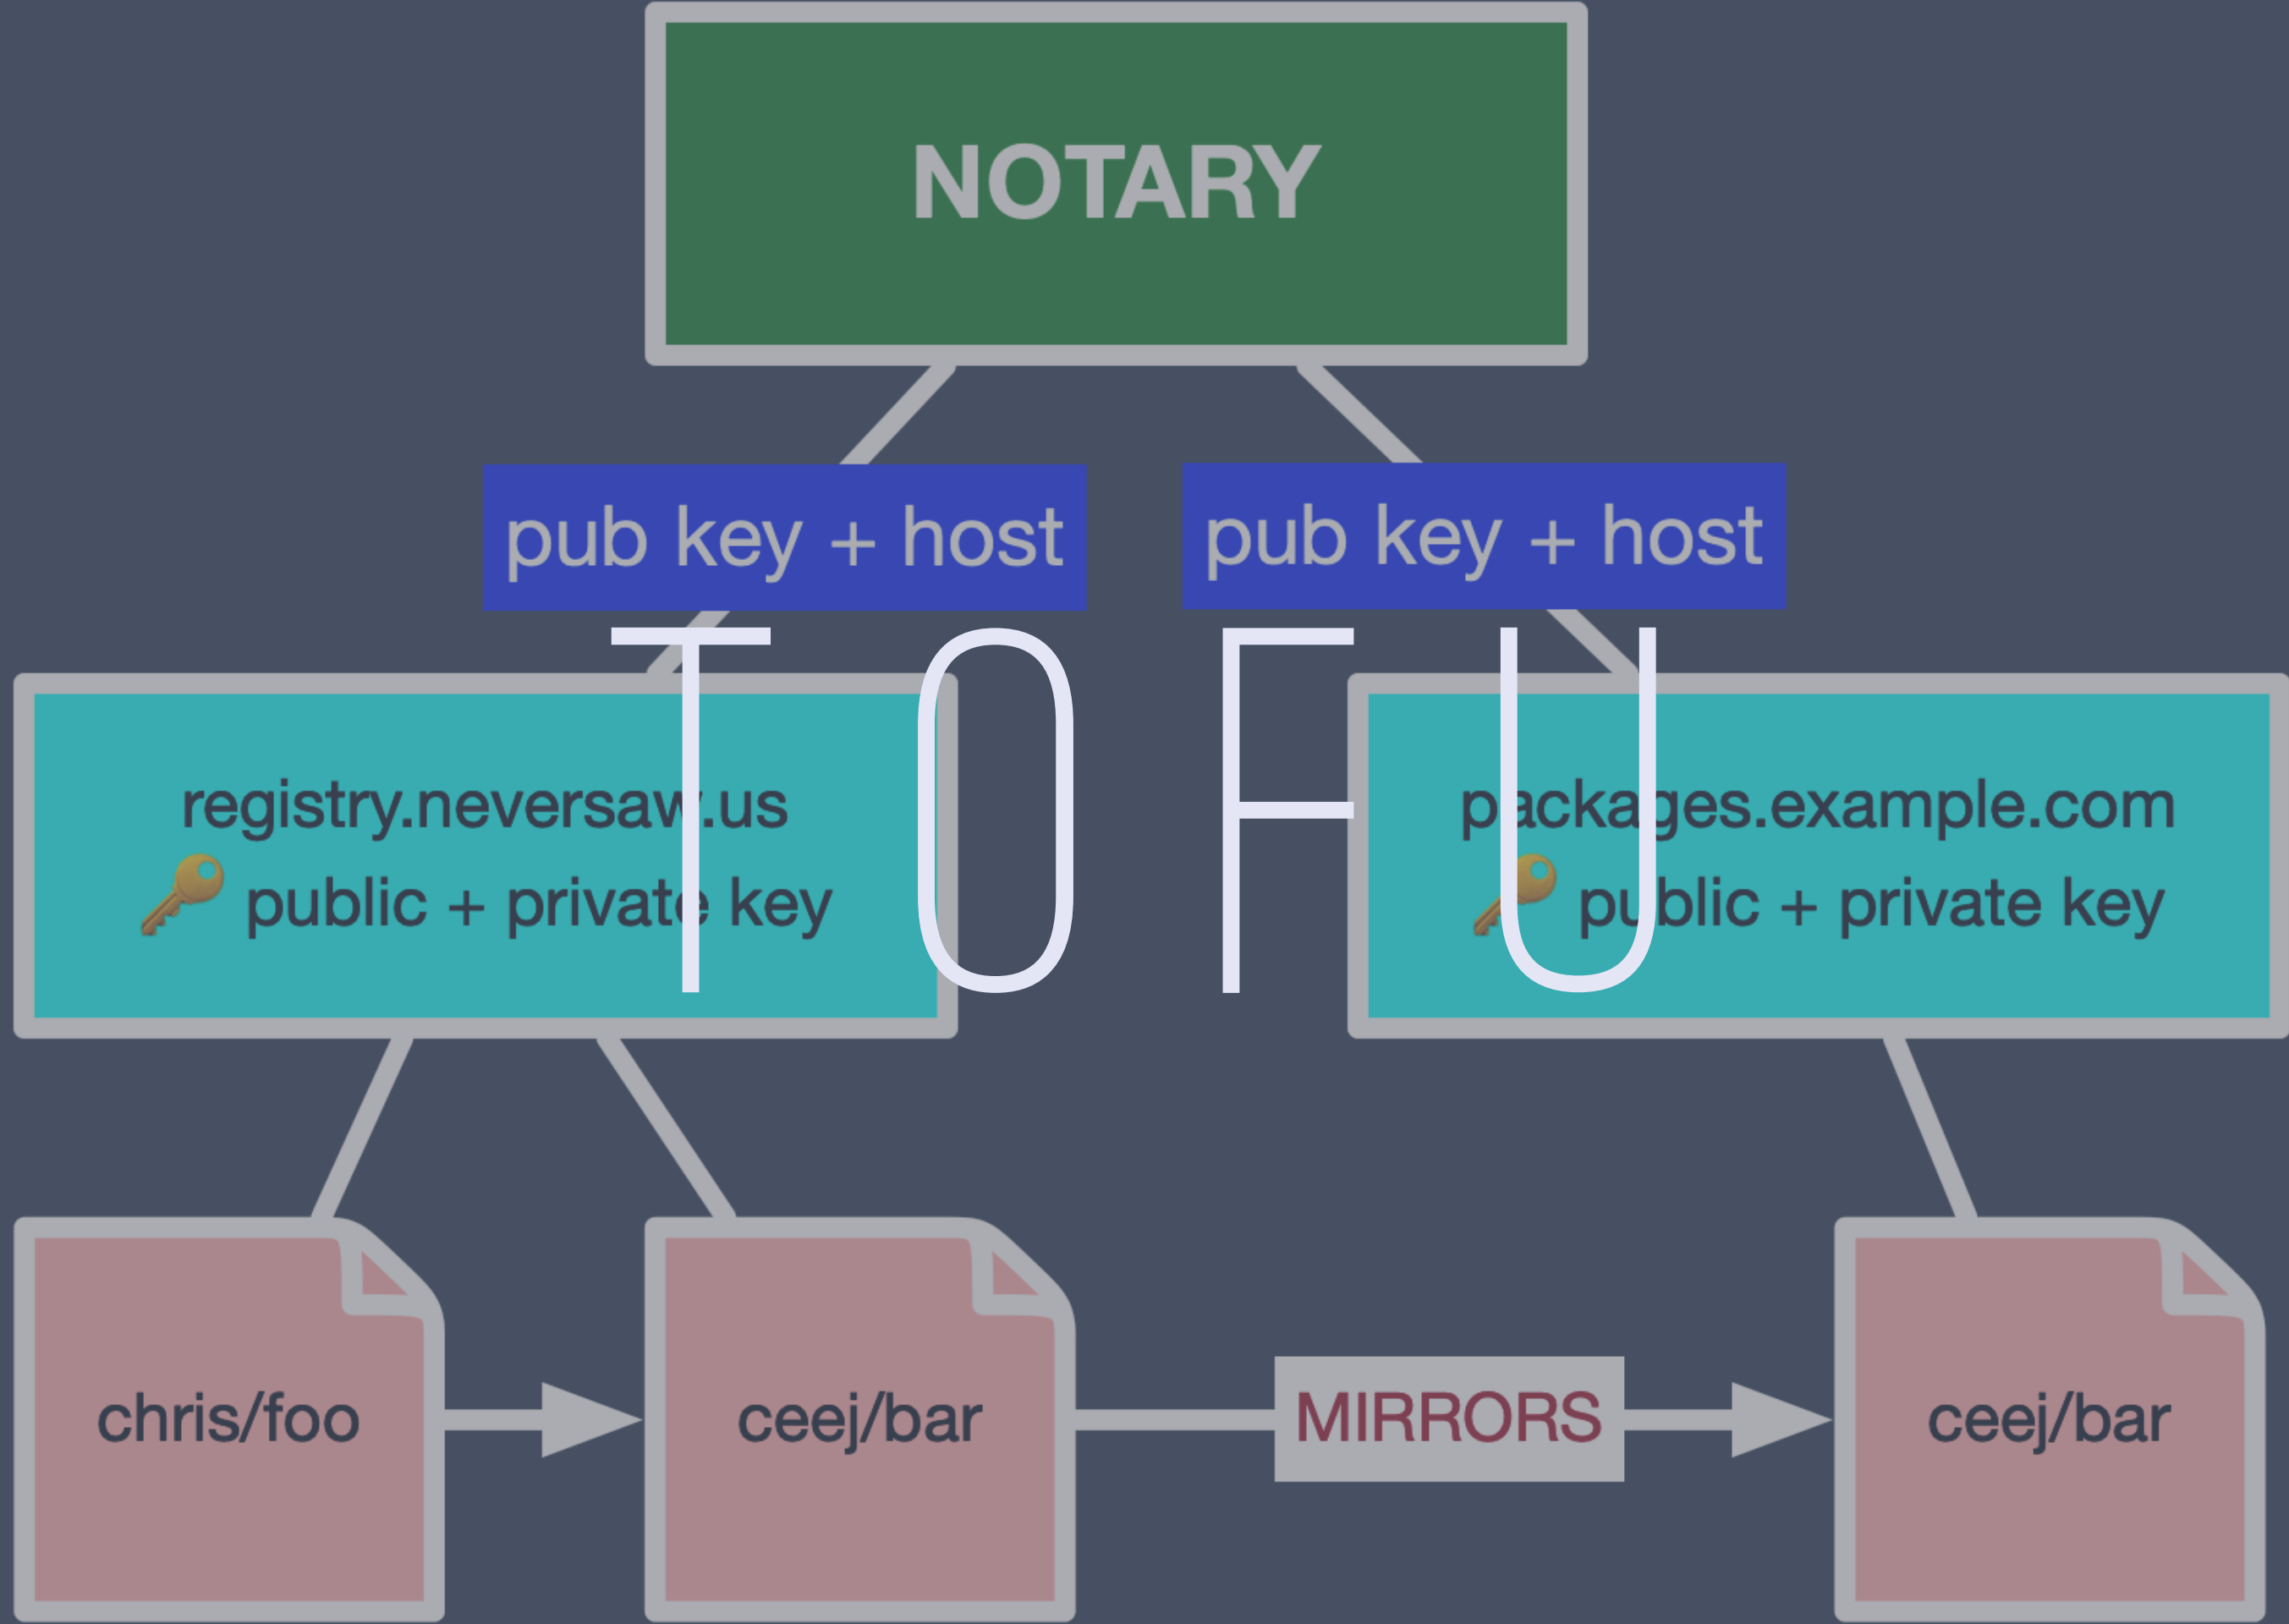 NOTARY
pub key + host
pub key + host
TOFU
registry.neversaw.us
🔑 public + private key
packages.example.com
🔑 public + private key
chris/foo
ceej/bar
MIRRORS
ceej/bar